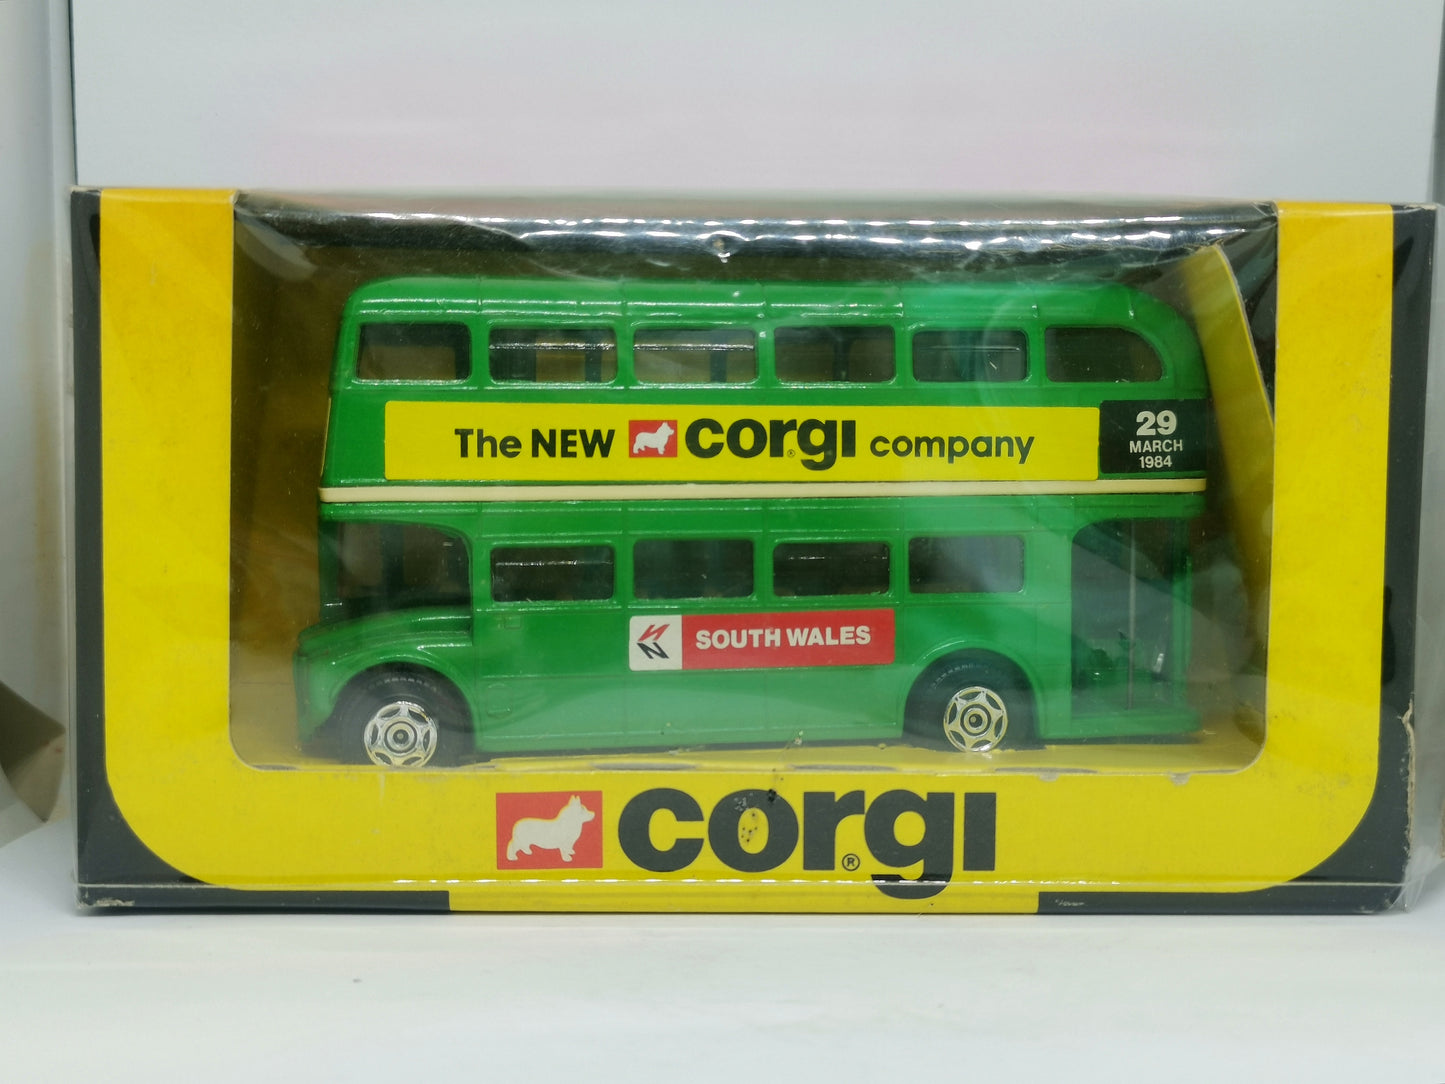 The NEW corgi® company
29
MARCH
1984
SOUTH WALES
corgi®